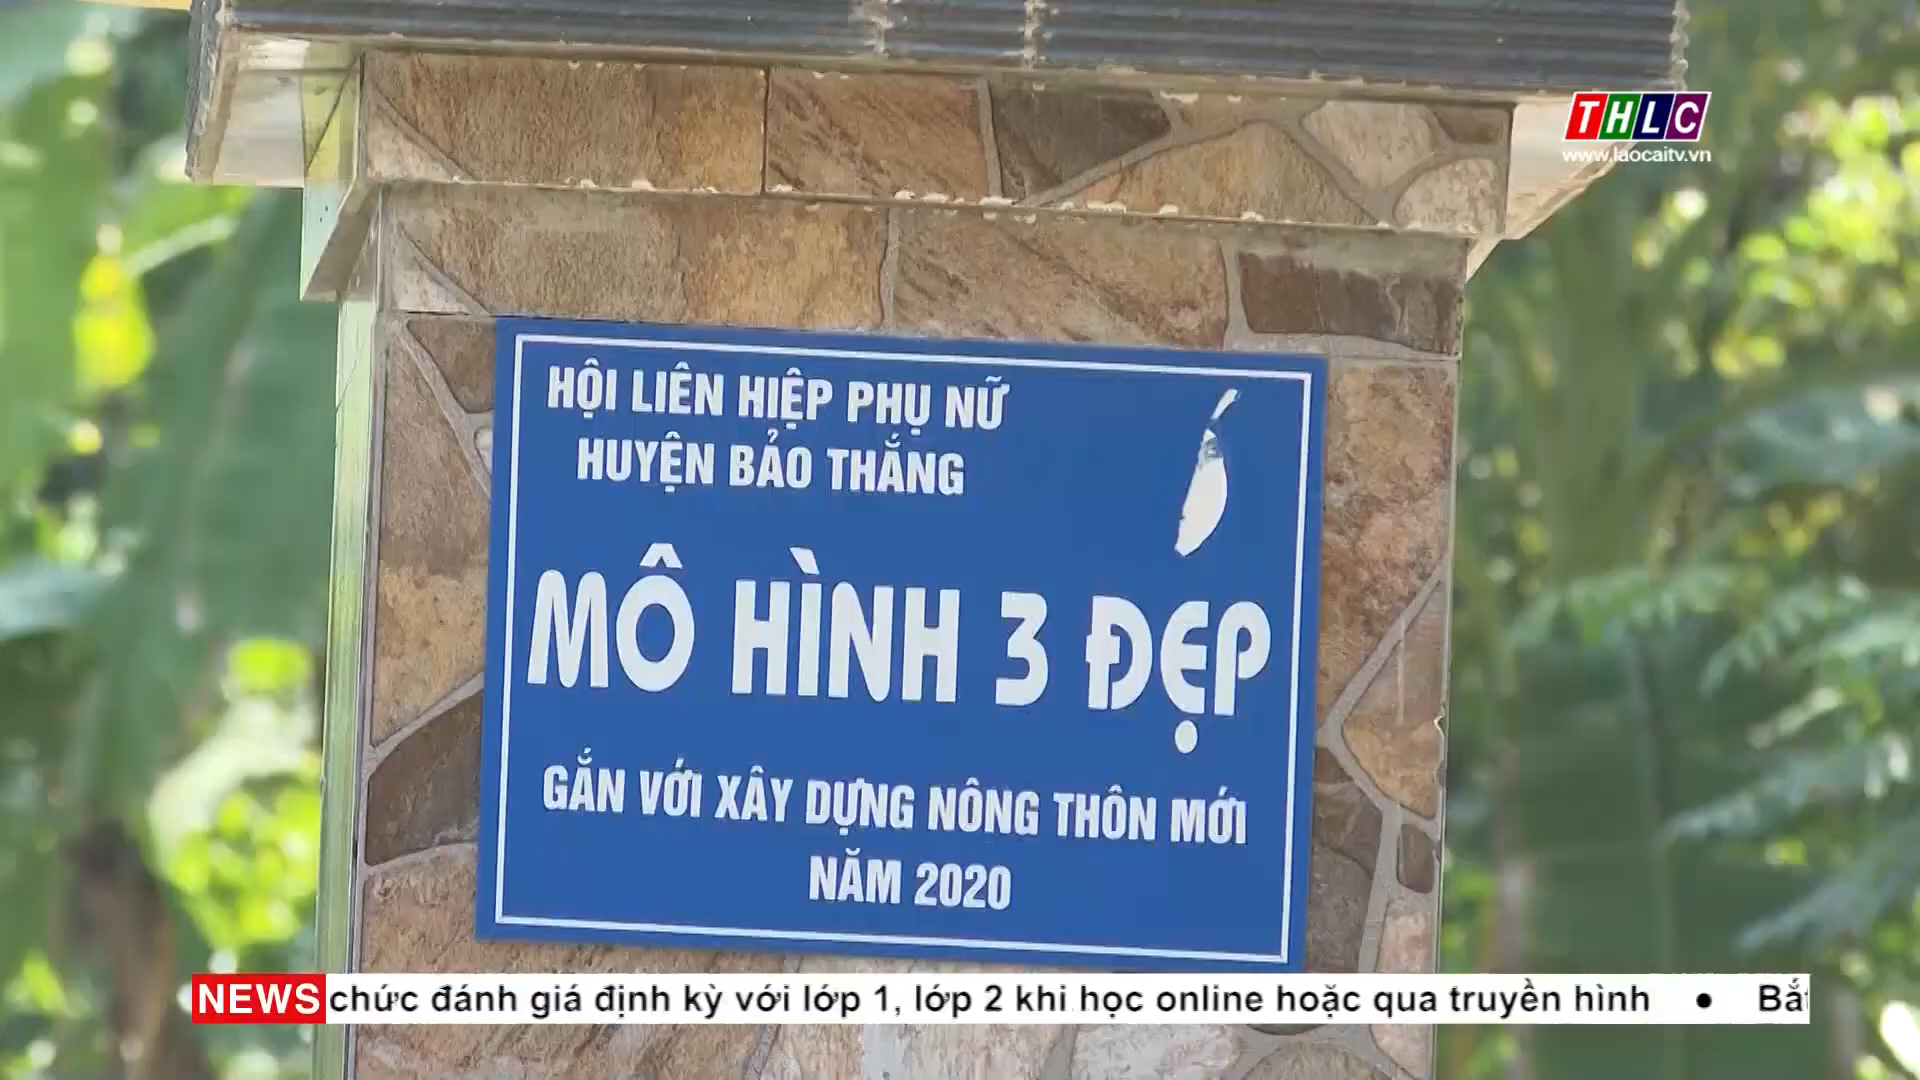 THLC
www.laocaitv.vn
HỘI LIÊN HIỆP PHỤ NỮ
HUYỆN BẢO THẮNG
MÔ HÌNH 3 ĐẸP
GẮN VỚI XÂY DỰNG NÔNG THÔN MỚI
NĂM 2020
NEWS chức đánh giá định kỳ với lớp 1, lớp 2 khi học online hoặc qua truyền hình •